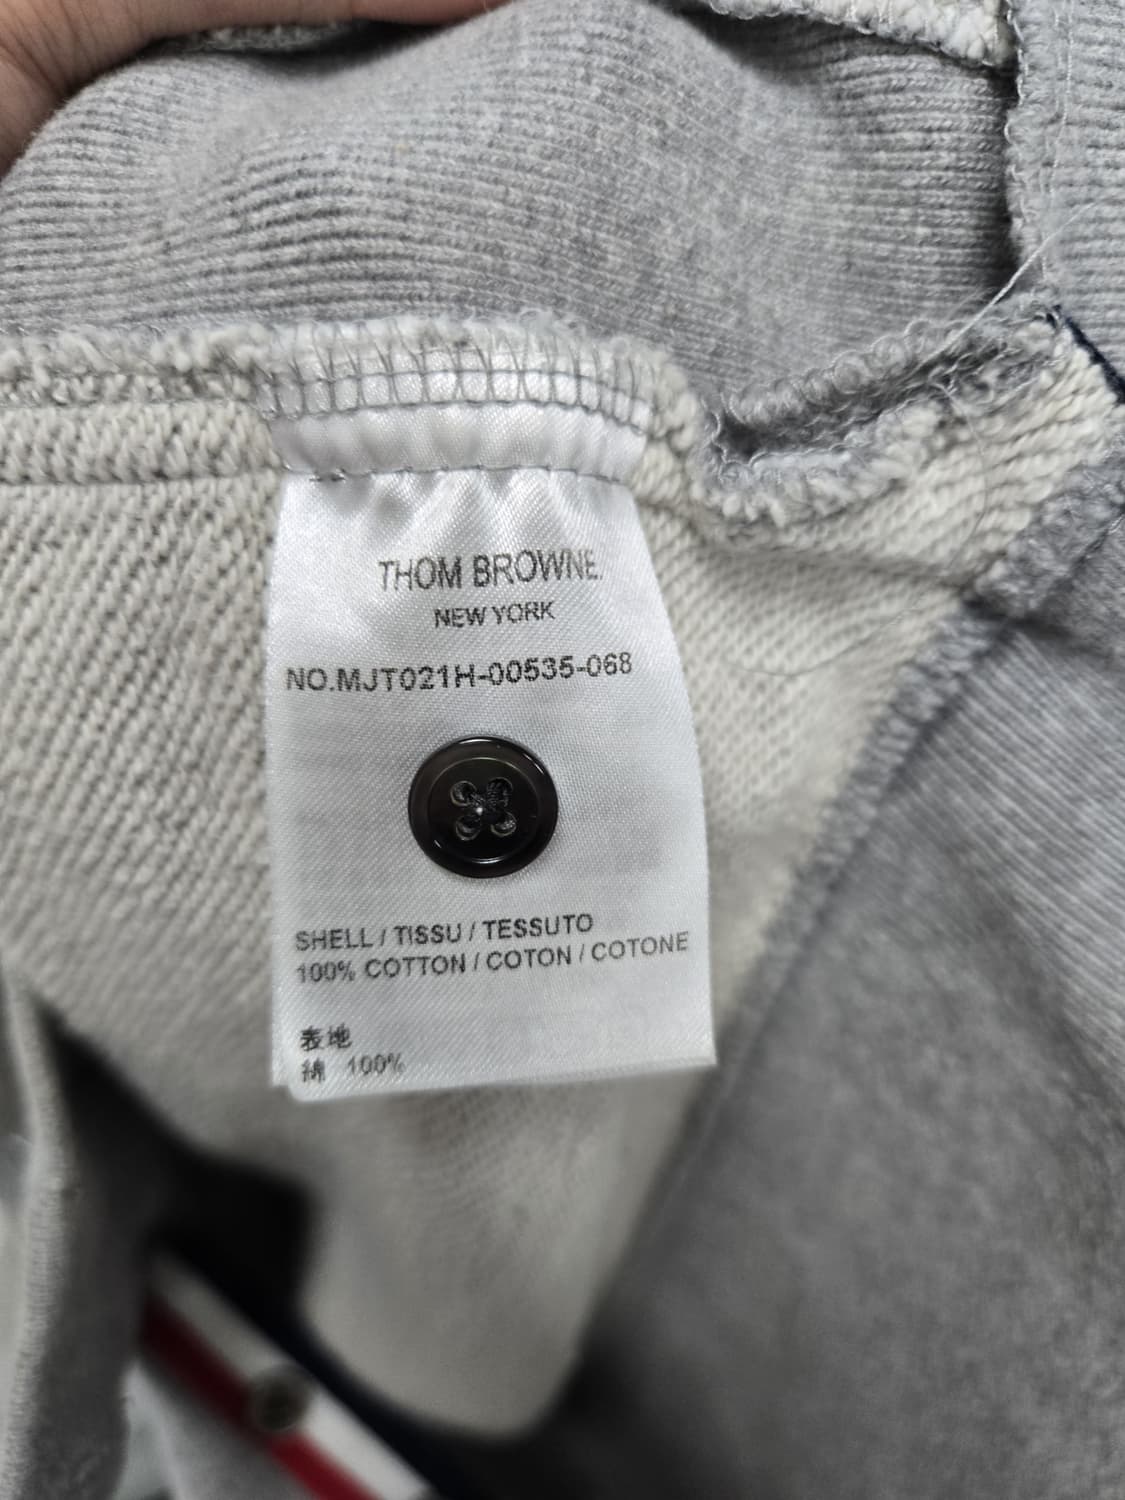 THOM BROWNE.
NEW YORK
NO.MJT021H-00535-068
SHELL / TISSU / TESSUTO
100% COTTON / COTON / COTONE
表地
綿 100%